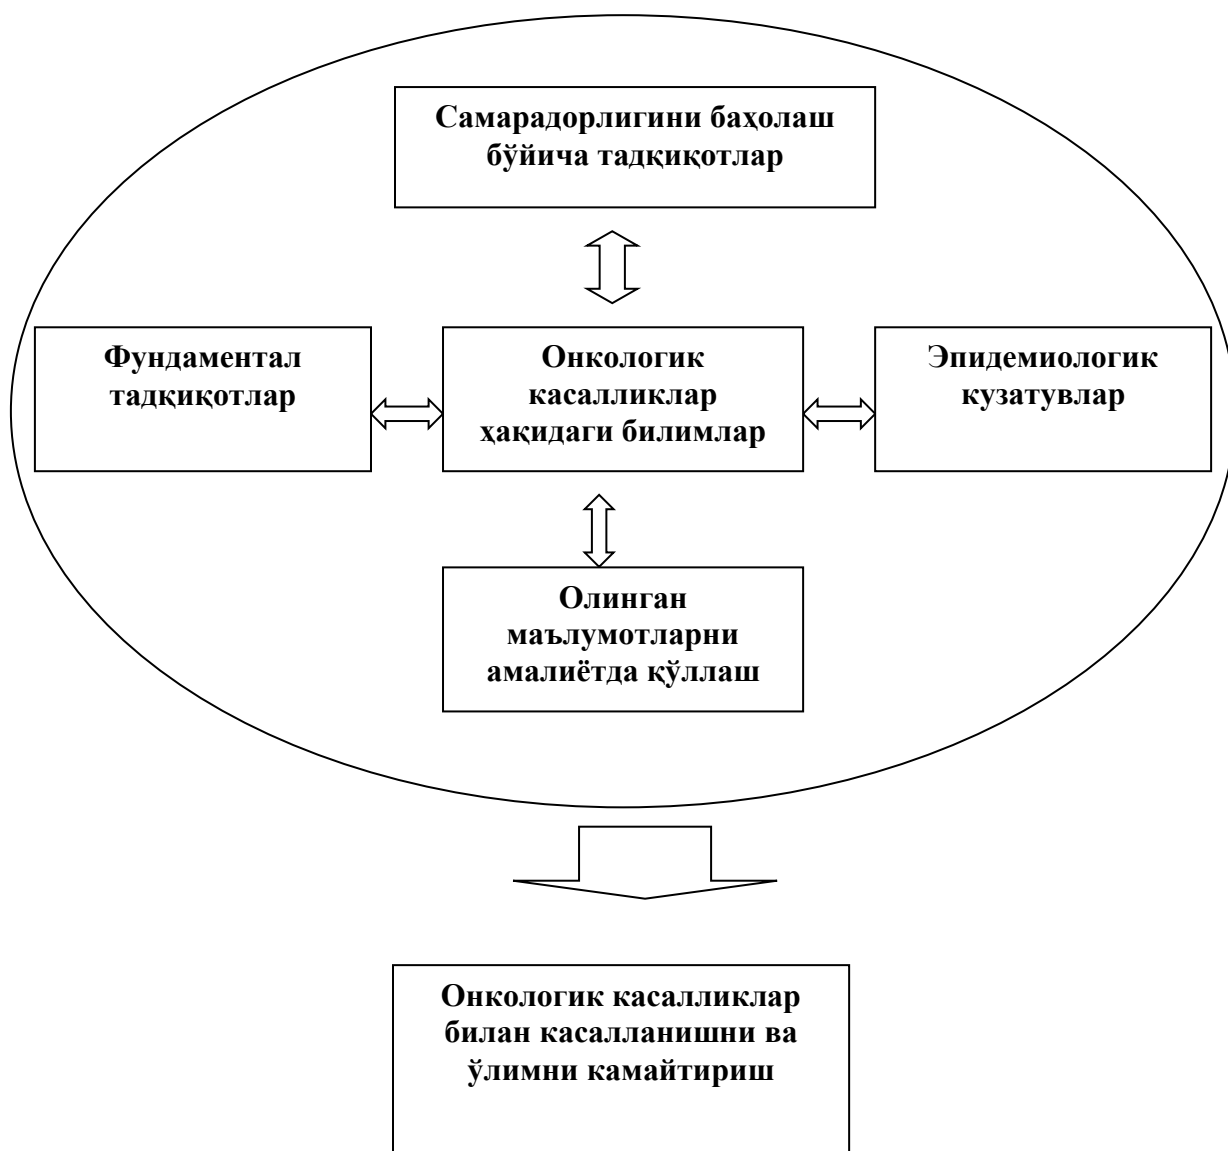 Самарадорлигини баҳолаш
бўйича тадқиқотлар
Фундаментал
тадқиқотлар
Онкологик
касалликлар
ҳақидаги билимлар
Эпидемиологик
кузатувлар
Олинган
маълумотларни
амалиётда қўллаш
Онкологик касалликлар
билан касалланишни ва
ўлимни камайтириш